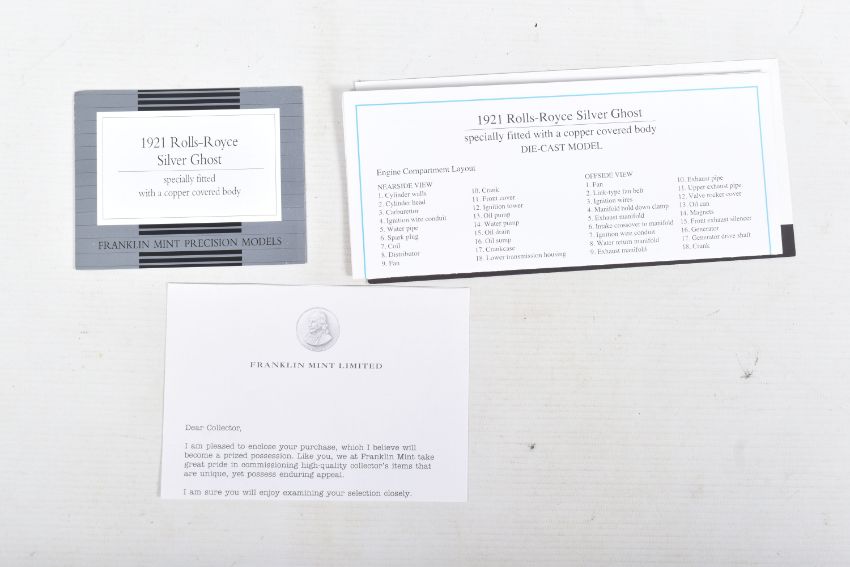 1921 Rolls-Royce
Silver Ghost
specially fitted
with a copper covered body
FRANKLIN MINT PRECISION MODELS
1921 Rolls-Royce Silver Ghost
specially fitted with a copper covered body
DIE-CAST MODEL
Engine Compartment Layout
NEARSIDE VIEW
1. Cylinder walls
2. Cylinder head
3. Carburettor
4. Ignition wire conduit
5. Water pipe
6. Spark plug
7. Coil
8. Distributor
9. Fan
10. Crank
11. Front cover
12. Ignition tower
13. Oil pump
14. Water pump
15. Oil drain
16. Oil sump
17. Crankcase
18. Lower transmission housing
OFFSIDE VIEW
1. Fan
2. Link-type fan belt
3. Ignition wires
4. Manifold hold down clamp
5. Exhaust manifold
6. Intake crossover to manifold
7. Ignition wire conduit
8. Water return manifold
9. Exhaust manifold
10. Exhaust pipe
11. Upper exhaust pipe
12. Valve rocker cover
13. Oil can
14. Magneto
15. Front exhaust silencer
16. Generator
17. Generator drive shaft
18. Crank
FRANKLIN MINT LIMITED
Dear Collector,
I am pleased to enclose your purchase, which I believe will
become a prized possession. Like you, we at Franklin Mint take
great pride in commissioning high-quality collector's items that
are unique, yet possess enduring appeal.
I am sure you will enjoy examining your selection closely.